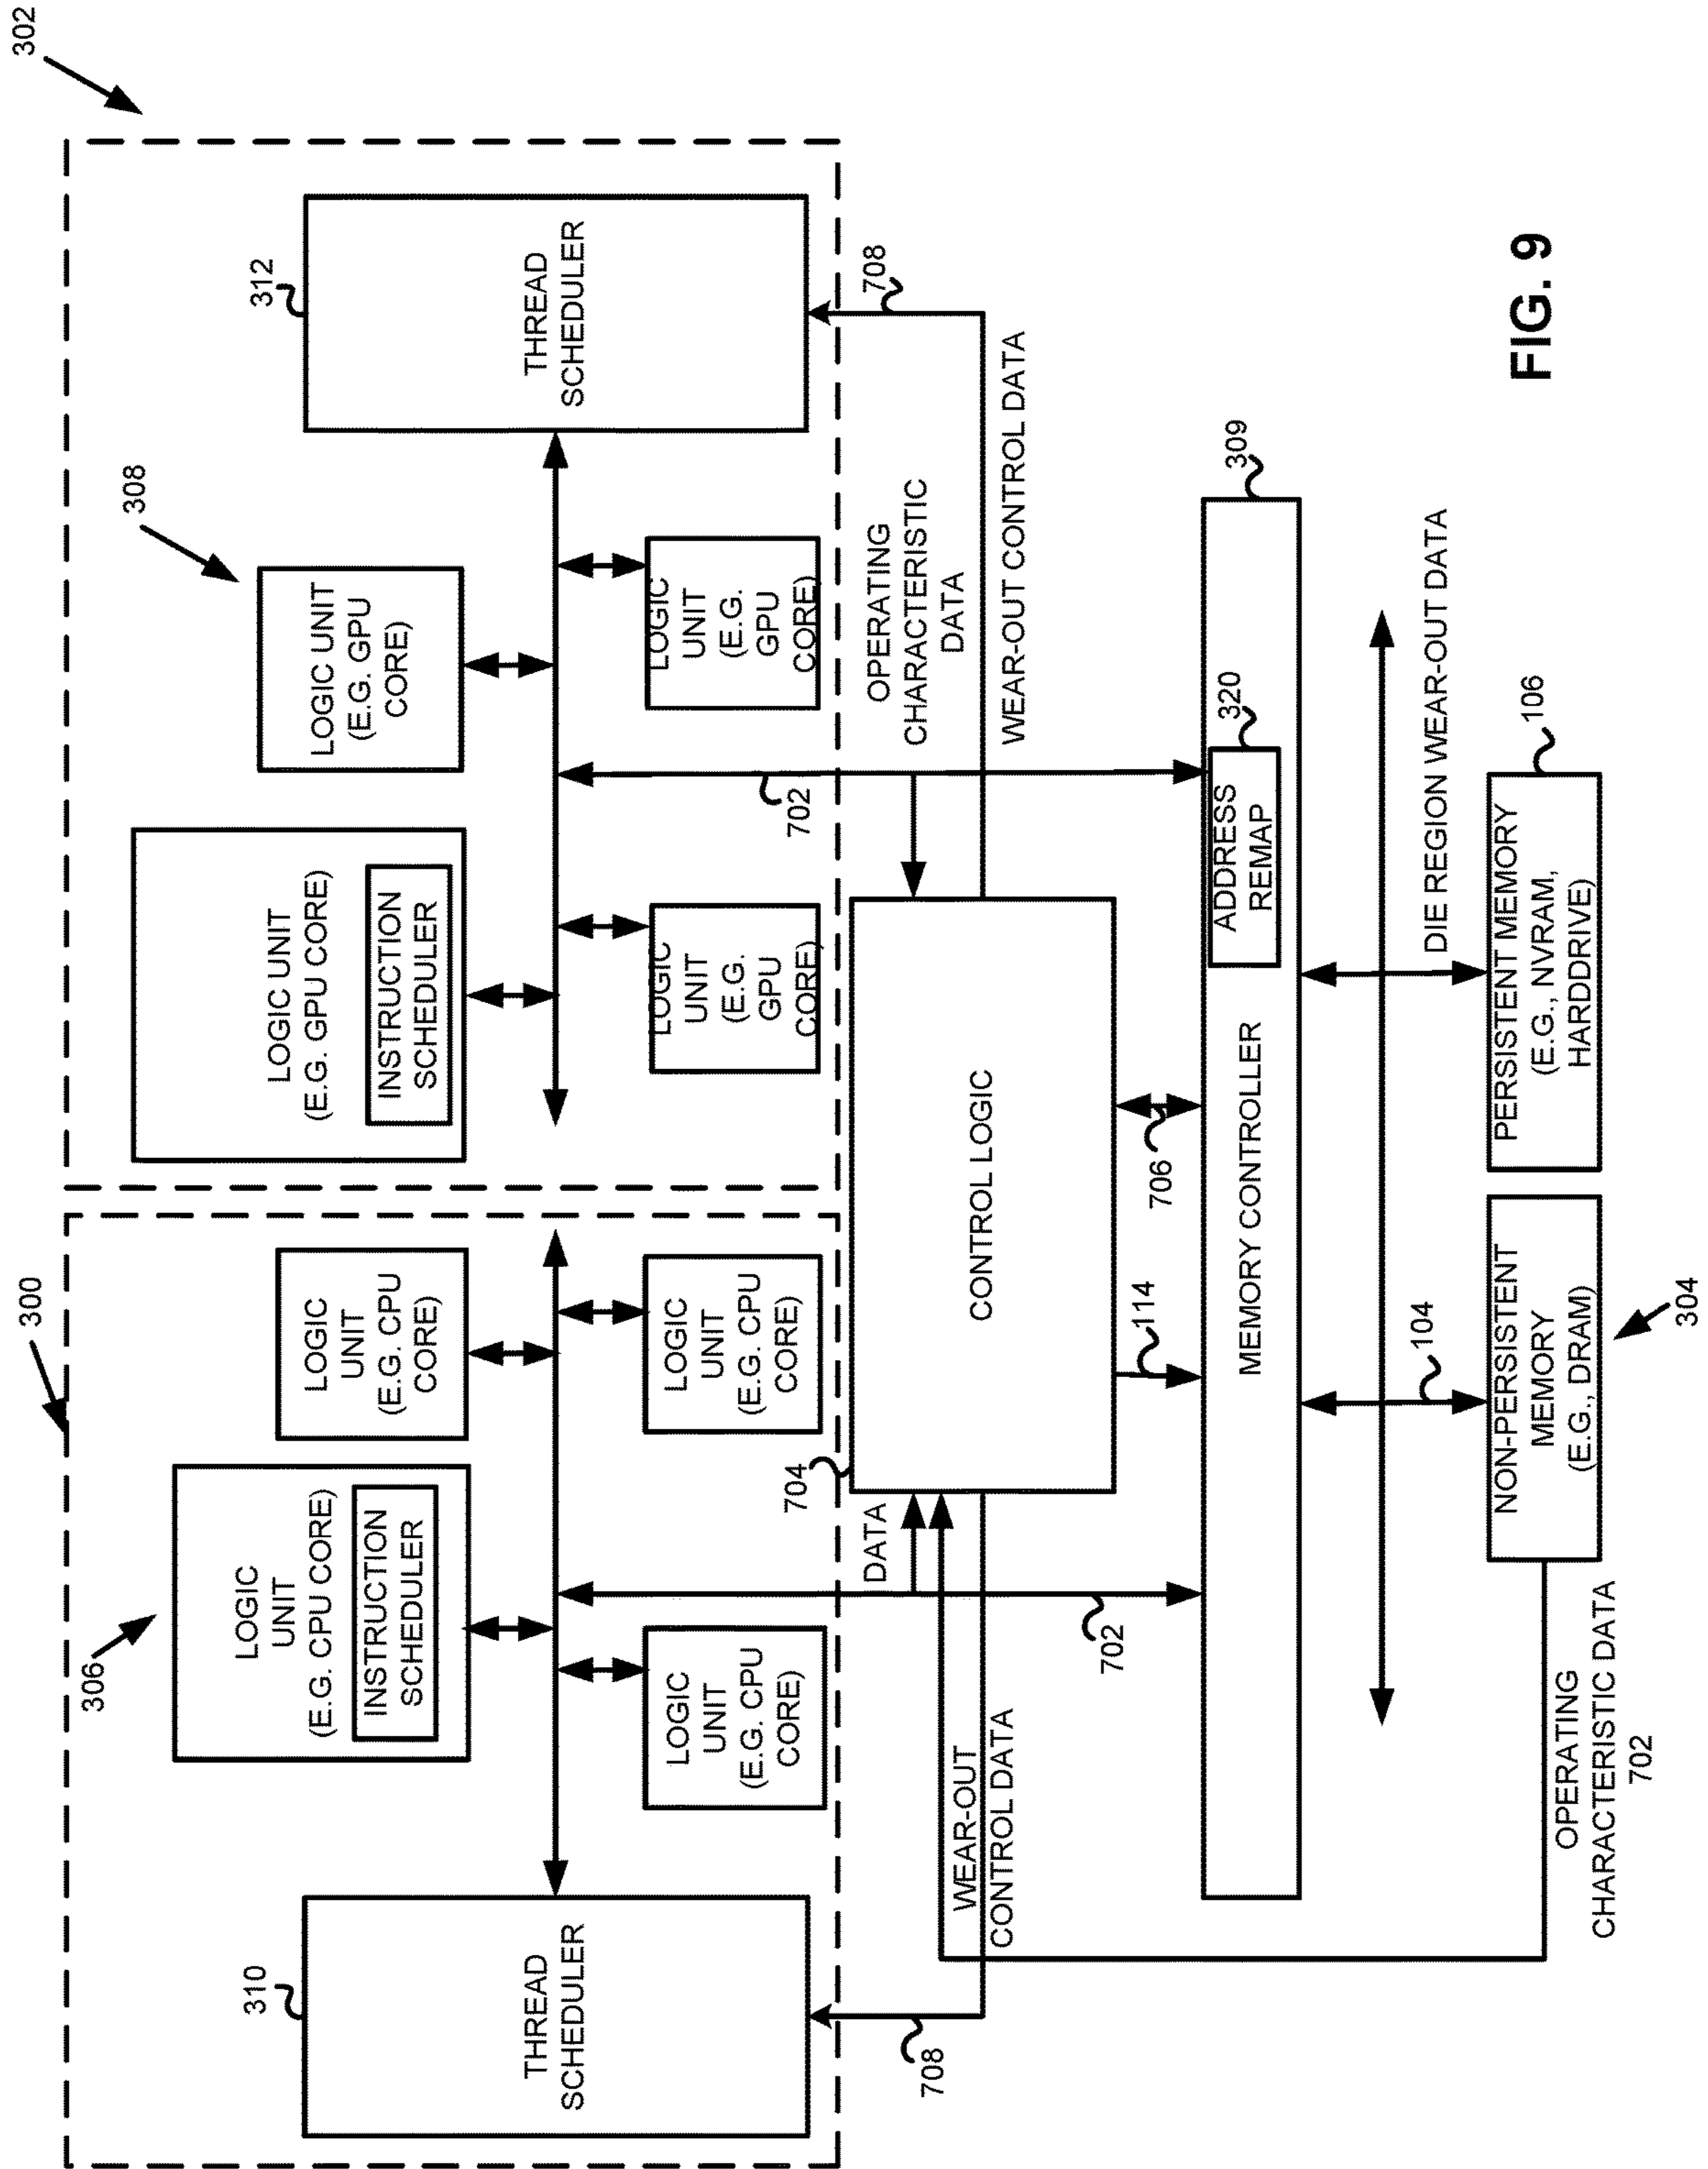 300
302
306
LOGIC
UNIT
(E.G. CPU CORE)
INSTRUCTION
SCHEDULER
LOGIC
UNIT
(E.G. CPU
CORE)
310
THREAD
SCHEDULER
LOGIC
UNIT
(E.G. CPU
CORE)
LOGIC
UNIT
(E.G. CPU
CORE)
LOGIC UNIT
(E.G. GPU CORE)
INSTRUCTION
SCHEDULER
308
LOGIC UNIT
(E.G. GPU
CORE)
312
THREAD
SCHEDULER
LOGIC
UNIT
(E.G.
GPU
CORE)
LOGIC
UNIT
(E.G.
GPU
CORE)
708
WEAR-OUT
CONTROL DATA
DATA
702
704
CONTROL LOGIC
702
OPERATING
CHARACTERISTIC
DATA
708
WEAR-OUT CONTROL DATA
114
706
MEMORY CONTROLLER
ADDRESS
REMAP
320
309
104
DIE REGION WEAR-OUT DATA
OPERATING
CHARACTERISTIC DATA
702
NON-PERSISTENT
MEMORY
(E.G., DRAM)
304
PERSISTENT MEMORY
(E.G., NVRAM,
HARDDRIVE)
106
FIG. 9